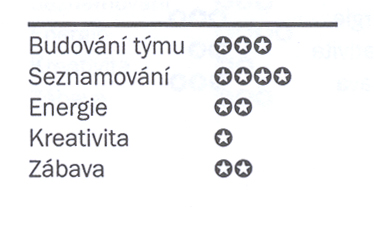 Budování týmu ✪✪✪
Seznamování ✪✪✪✪
Energie ✪✪
Kreativita ✪
Zábava ✪✪